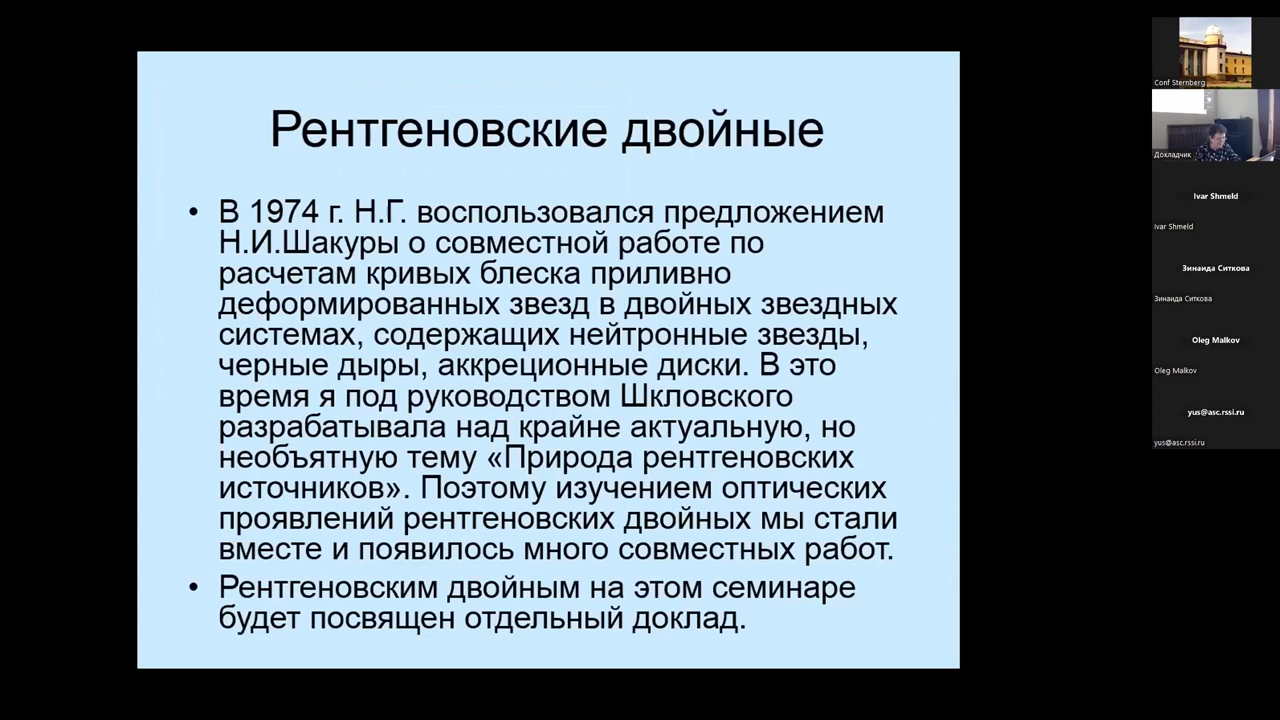 Рентгеновские двойные
• В 1974 г. Н.Г. воспользовался предложением
Н.И.Шакуры о совместной работе по
расчетам кривых блеска приливно
деформированных звезд в двойных звездных
системах, содержащих нейтронные звезды,
черные дыры, аккреционные диски. В это
время я под руководством Шкловского
разрабатывала над крайне актуальную, но
необъятную тему «Природа рентгеновских
источников». Поэтому изучением оптических
проявлений рентгеновских двойных мы стали
вместе и появилось много совместных работ.
• Рентгеновским двойным на этом семинаре
будет посвящен отдельный доклад.
Conf Sternberg
Докладчик
Ivar Shmeld
Ivar Shmeld
Зинаида Ситкова
Зинаида Ситкова
Oleg Malkov
Oleg Malkov
yus@asc.rssi.ru
yus@asc.rssi.ru